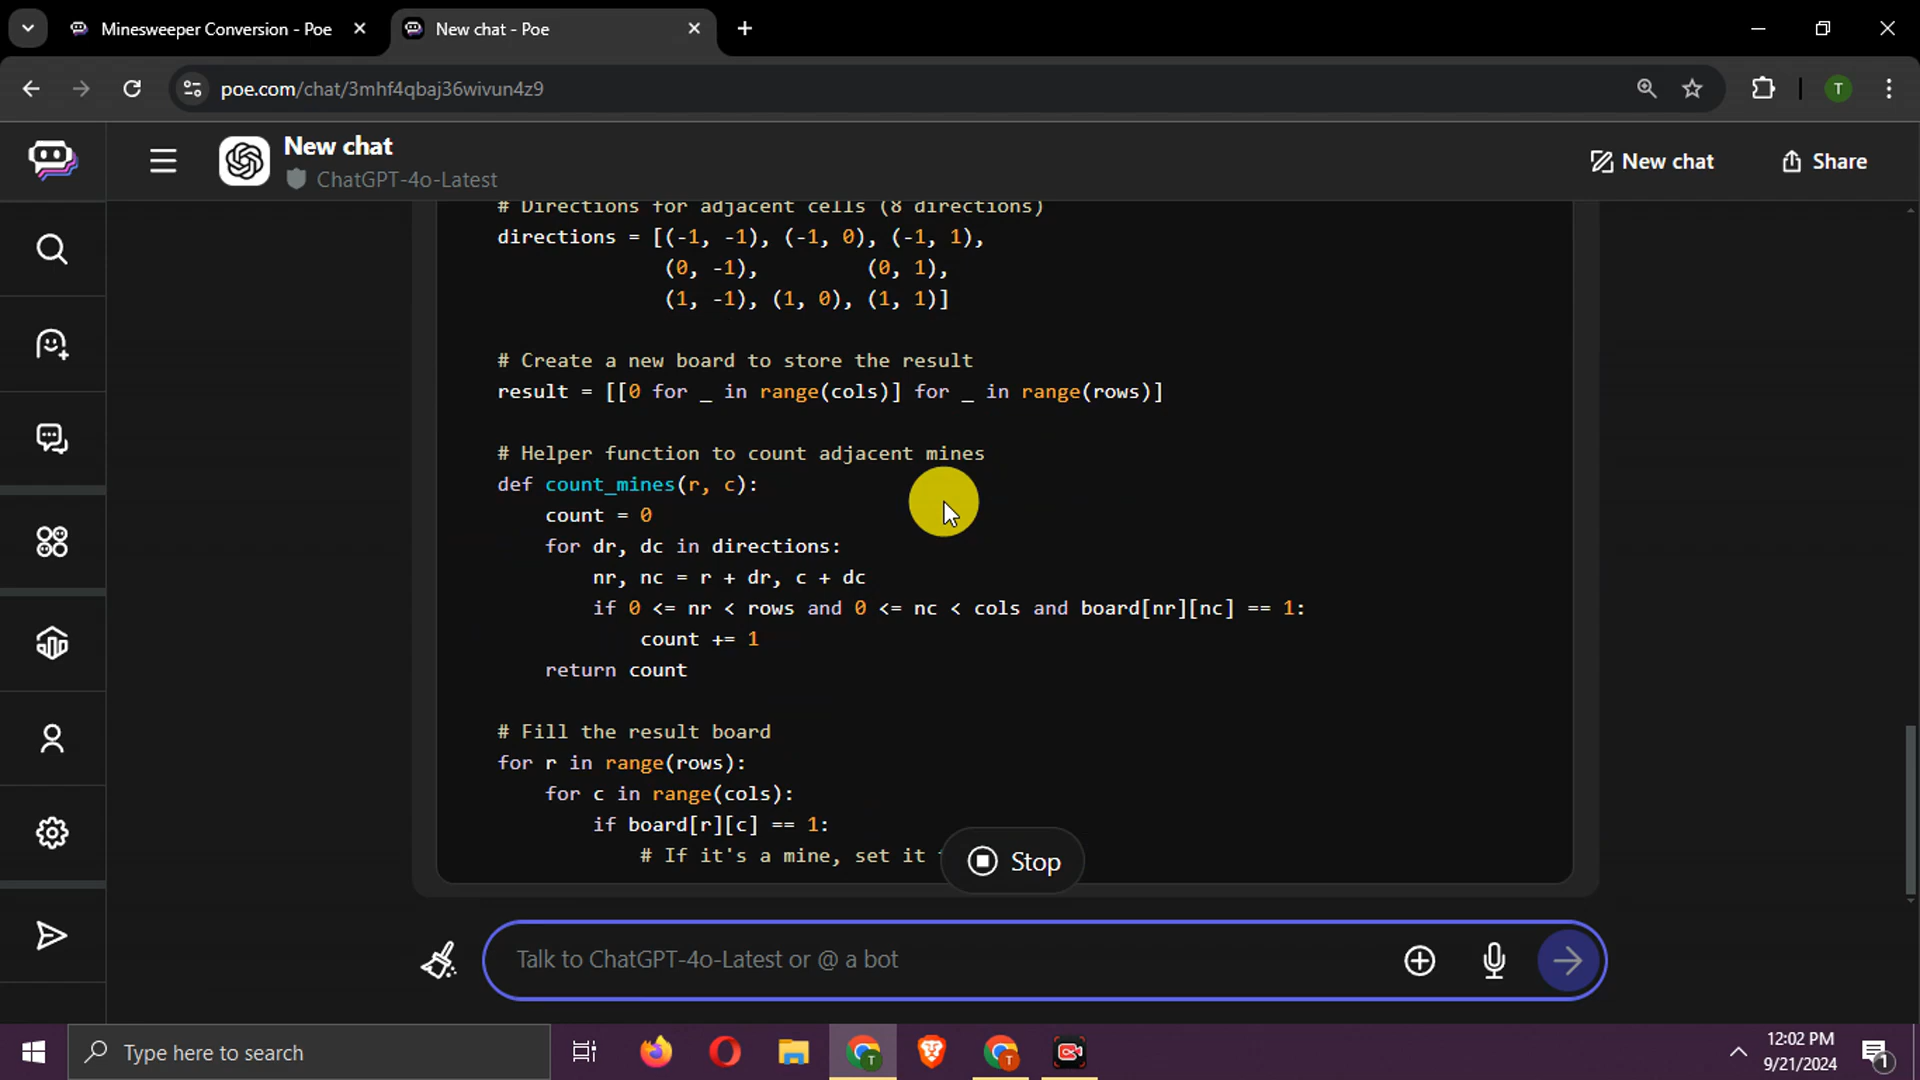 Minesweeper Conversion - Poe
New chat - Poe
poe.com/chat/3mhf4qbaj36wivun4z9
T
New chat
ChatGPT-4o-Latest
New chat
Share
# Directions for adjacent cells (8 directions)
directions = [(-1, -1), (-1, 0), (-1, 1),
(0, -1), (0, 1),
(1, -1), (1, 0), (1, 1)]
# Create a new board to store the result
result = [[0 for _ in range(cols)] for _ in range(rows)]
# Helper function to count adjacent mines
def count_mines(r, c):
count = 0
for dr, dc in directions:
nr, nc = r + dr, c + dc
if 0 <= nr < rows and 0 <= nc < cols and board[nr][nc] == 1:
count += 1
return count
# Fill the result board
for r in range(rows):
for c in range(cols):
if board[r][c] == 1:
# If it's a mine, set it
Stop
Talk to ChatGPT-4o-Latest or @ a bot
Type here to search
T
T
12:02 PM
9/21/2024
1